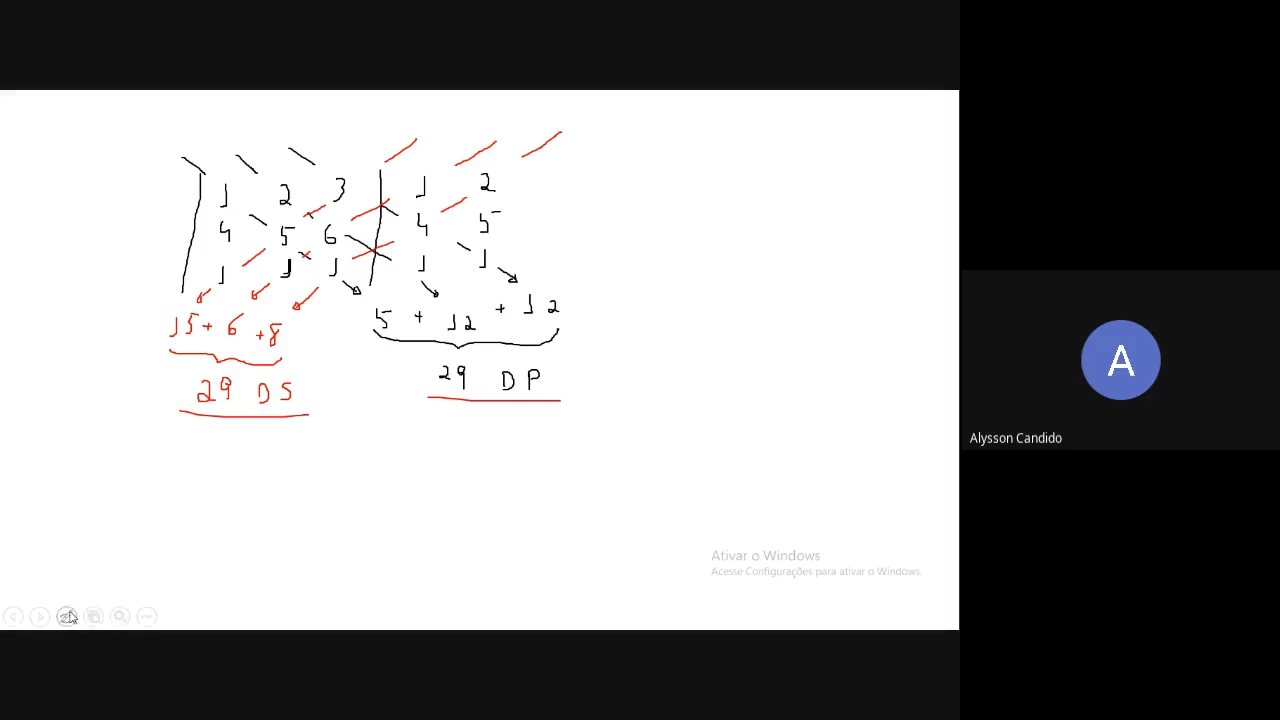 1 2 3 | 1 2
4 5 6 | 4 5
1 1 1 | 1 1
15 + 6 + 8
5 + 12 + 12
29 DS
29 DP
Alysson Candido
A
Ativar o Windows
Acesse Configurações para ativar o Windows.